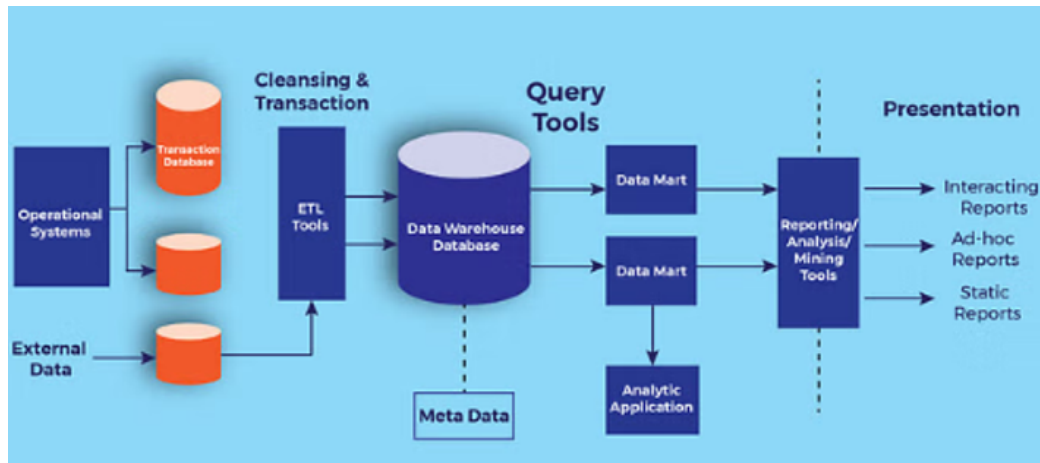 Cleansing &
Transaction
Query
Tools
Presentation
Transaction
Database
Operational
Systems
ETL
Tools
Data Warehouse
Database
Data Mart
Data Mart
Reporting/
Analysis/
Mining
Tools
Interacting
Reports
Ad-hoc
Reports
Static
Reports
External
Data
Meta Data
Analytic
Application